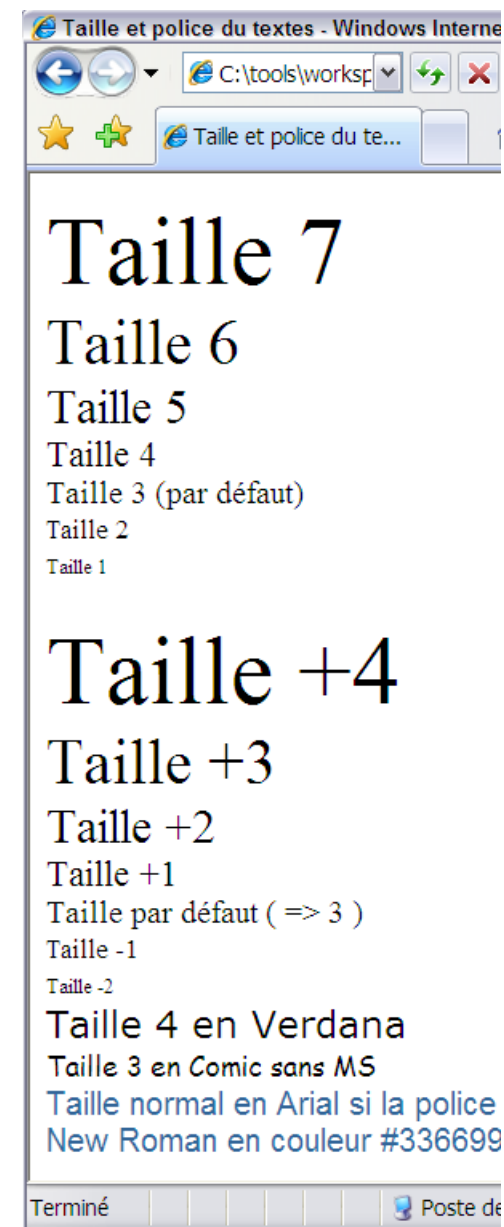 Taille et police du textes - Windows Interne
C:\tools\worksp
Taille et police du te...
Taille 7
Taille 6
Taille 5
Taille 4
Taille 3 (par défaut)
Taille 2
Taille 1
Taille +4
Taille +3
Taille +2
Taille +1
Taille par défaut ( => 3 )
Taille -1
Taille -2
Taille 4 en Verdana
Taille 3 en Comic sans MS
Taille normal en Arial si la police
New Roman en couleur #336699
Terminé
Poste de